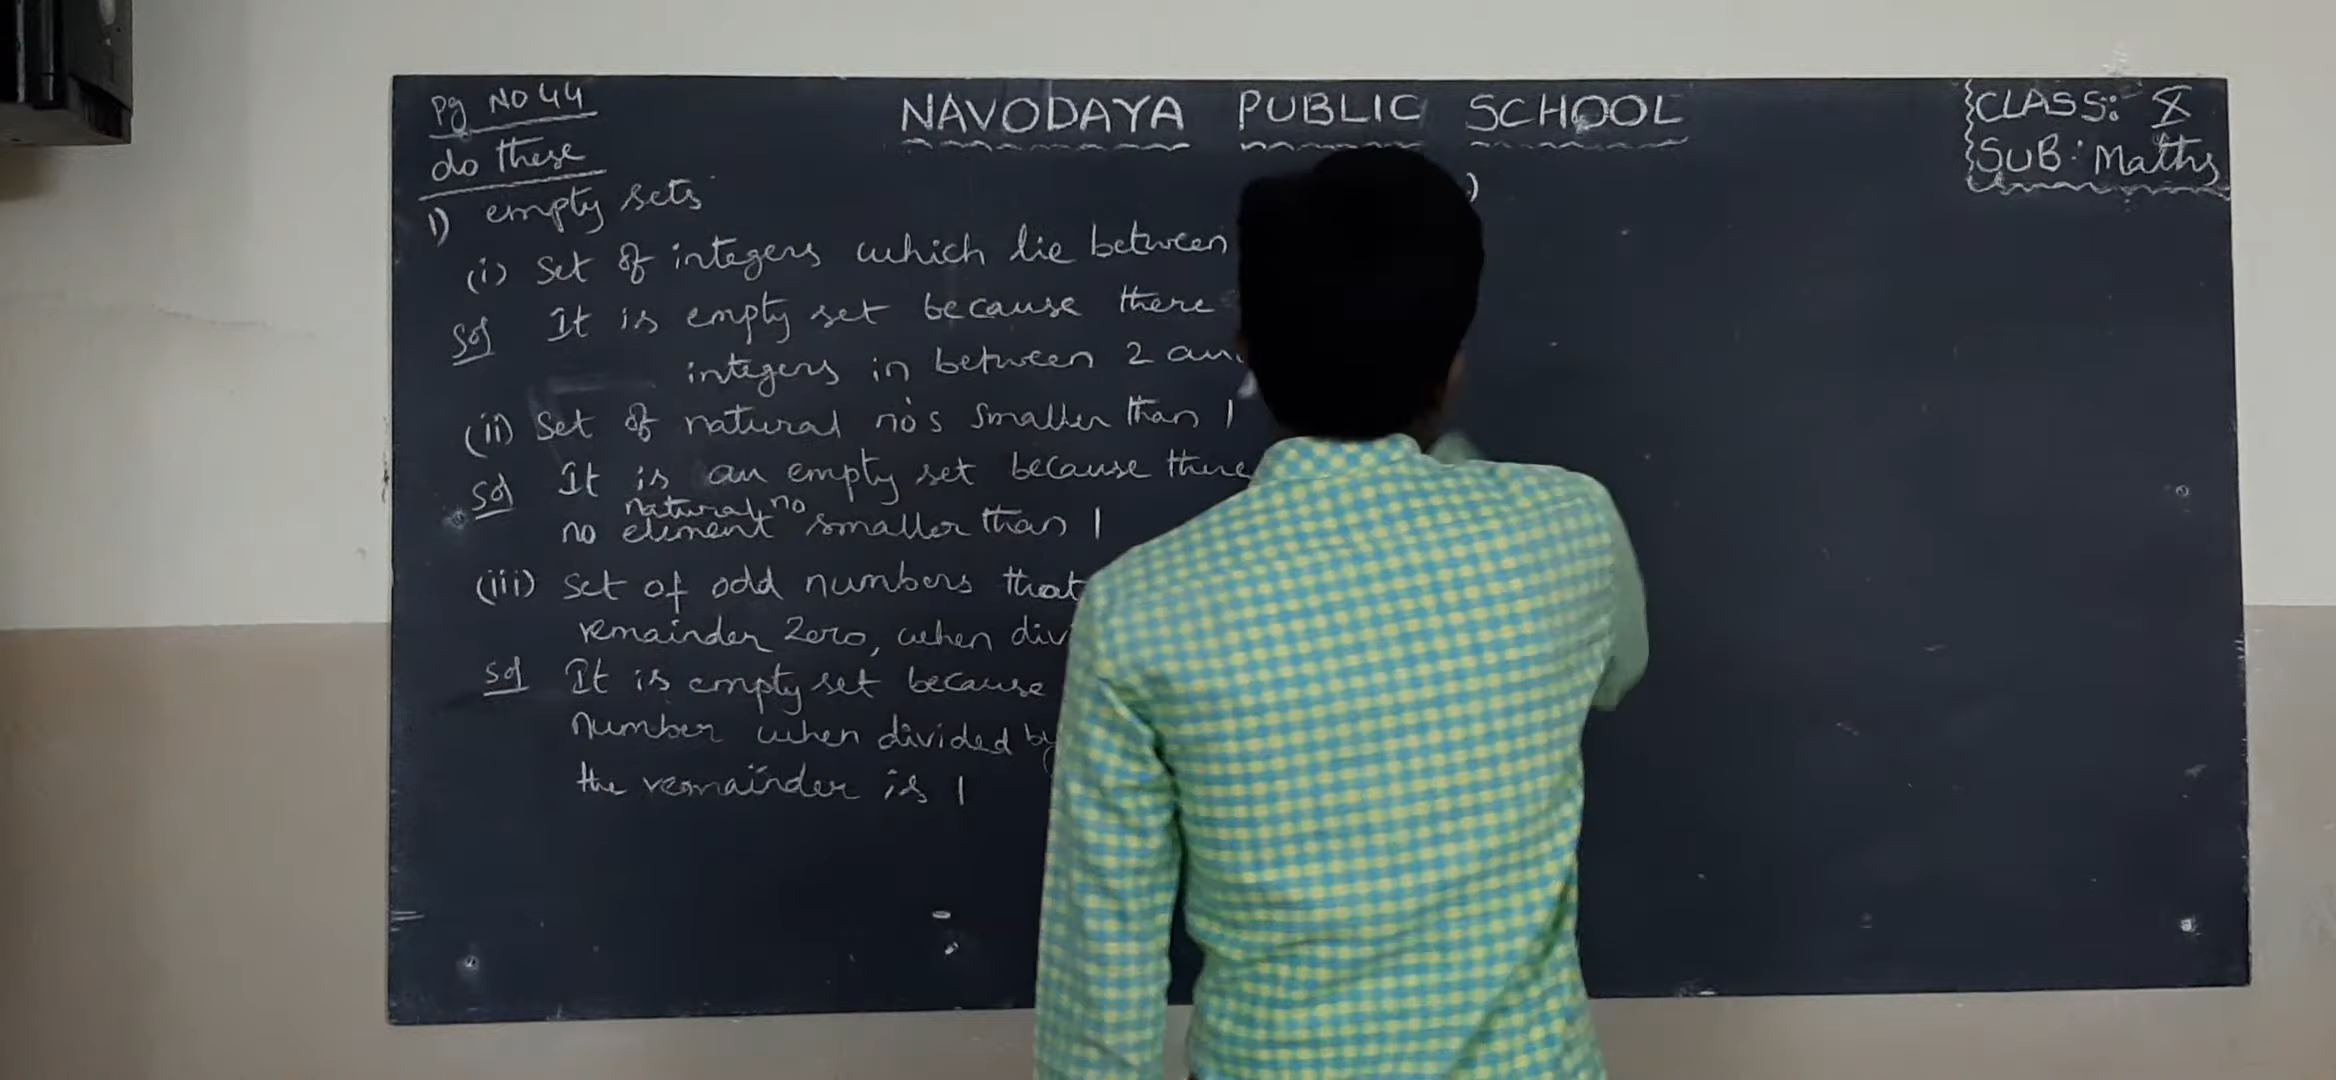 Pg NO 44
do these
NAVODAYA PUBLIC SCHOOL
CLASS: X
SUB: Maths
1) empty sets
(i) Set of integers which lie between
)
Sol It is empty set because there
integers in between 2
(ii) Set of natural no's smaller than 1
Sol It is an empty set because there
natural no
no element smaller than 1
(iii) set of odd numbers that
remainder Zero, when
Sol It is empty set because
number when divided by
the remainder is 1